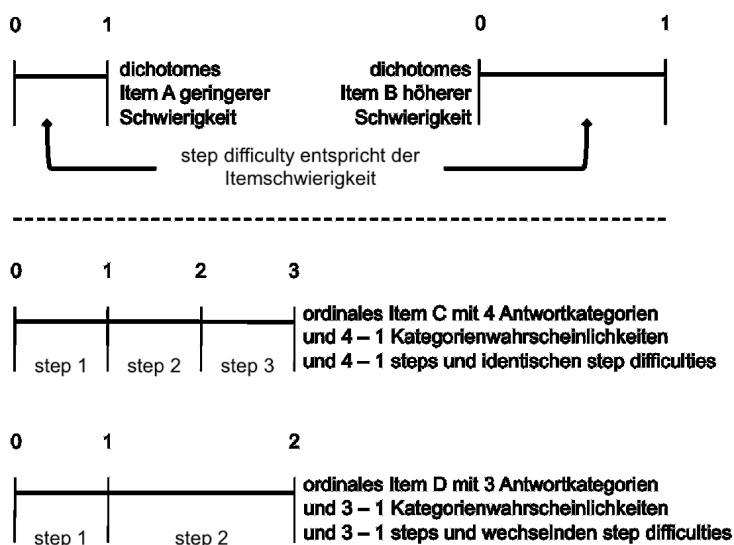 0 1 0 1
dichotomes
Item A geringerer
Schwierigkeit
dichotomes
Item B höherer
Schwierigkeit
step difficulty entspricht der
Itemschwierigkeit
0 1 2 3
ordinales Item C mit 4 Antwortkategorien
und 4 – 1 Kategorienwahrscheinlichkeiten
und 4 – 1 steps und identischen step difficulties
step 1 step 2 step 3
0 1 2
ordinales Item D mit 3 Antwortkategorien
und 3 – 1 Kategorienwahrscheinlichkeiten
und 3 – 1 steps und wechselnden step difficulties
step 1 step 2